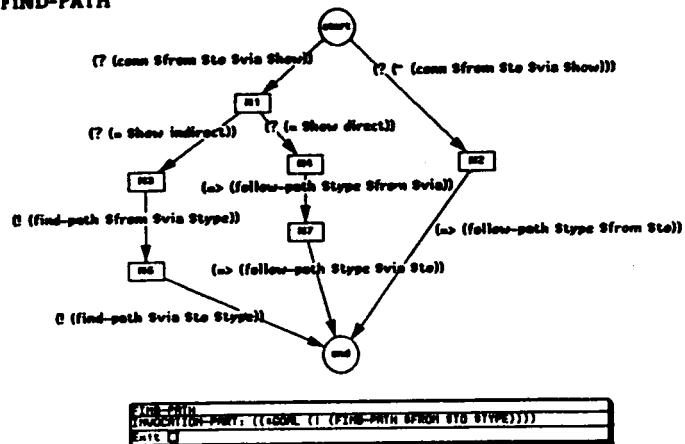 FIND-PATH
start
(? (conn $from $to $via $how))
(? (~ (conn $from $to $via $how)))
N1
(? (= $how indirect))
(? (= $how direct))
N3
N4
N2
(=> (follow-path $type $from $via))
(! (find-path $from $via $type))
N7
(=> (follow-path $type $from $to))
(=> (follow-path $type $via $to))
(! (find-path $via $to $type))
end
FIND-PATH
INVOCATION-PART: ((*GOAL (! (FIND-PATH $FROM $TO $TYPE))))
Exit